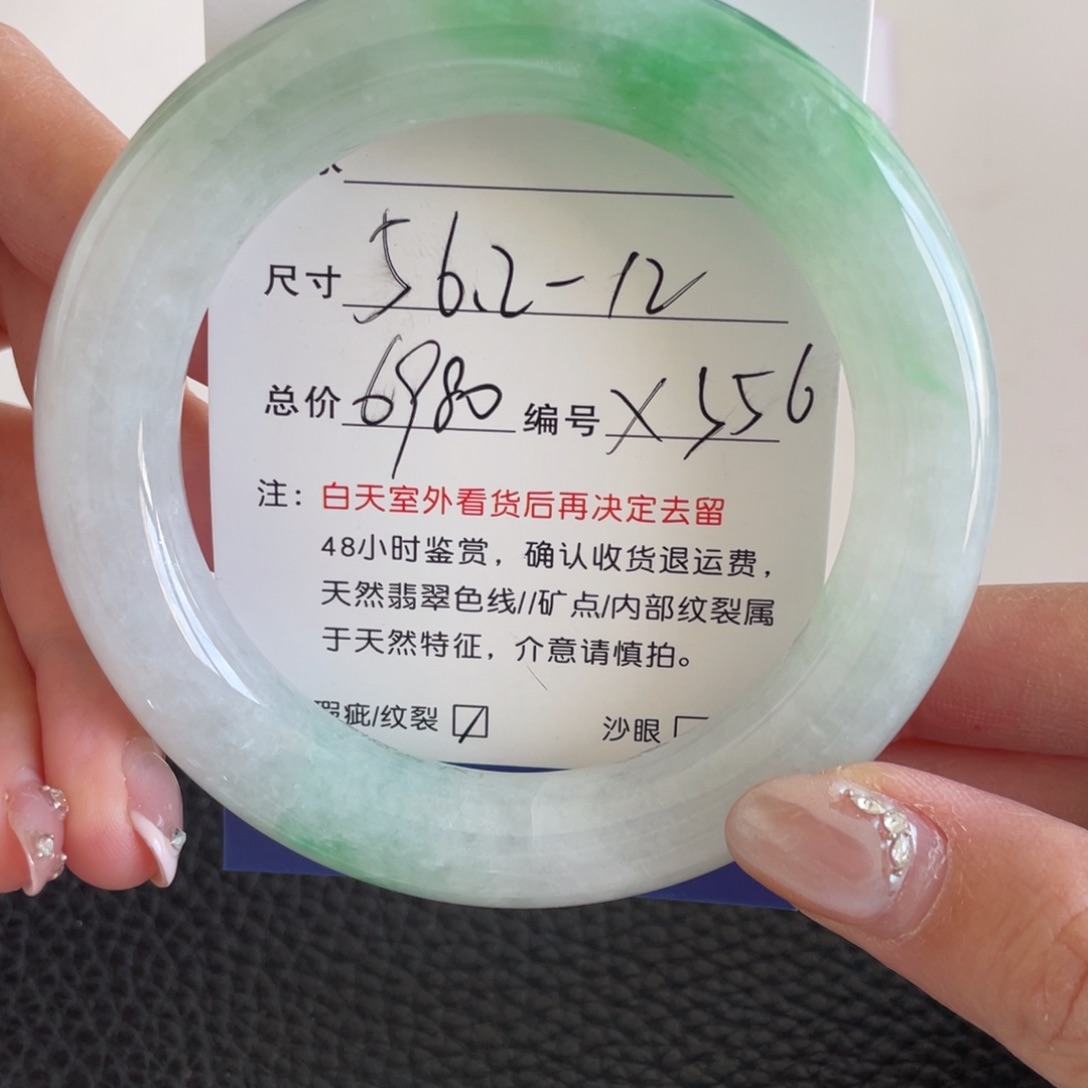 尺寸 56.2-12
总价 6980 编号 X5556
注：白天室外看货后再决定去留
48小时鉴赏，确认收货退运费，
天然翡翠色线//矿点/内部纹裂属
于天然特征，介意请慎拍。
瑕疵/纹裂 沙眼